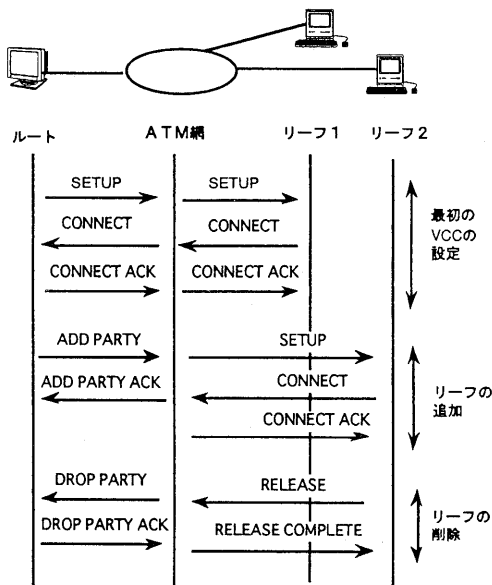 ルート
ATM網
リーフ1
リーフ2
SETUP
SETUP
CONNECT
CONNECT
CONNECT ACK
CONNECT ACK
最初の
VCCの
設定
ADD PARTY
SETUP
ADD PARTY ACK
CONNECT
CONNECT ACK
リーフの
追加
DROP PARTY
RELEASE
DROP PARTY ACK
RELEASE COMPLETE
リーフの
削除